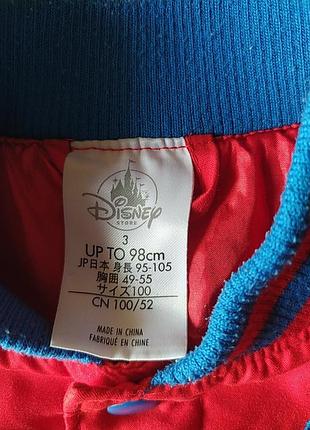 Disney
STORE
3
UP TO 98cm
JP日本 身長 95-105
胸囲 49-55
サイズ100
CN 100/52
MADE IN CHINA
FABRIQUÉ EN CHINE